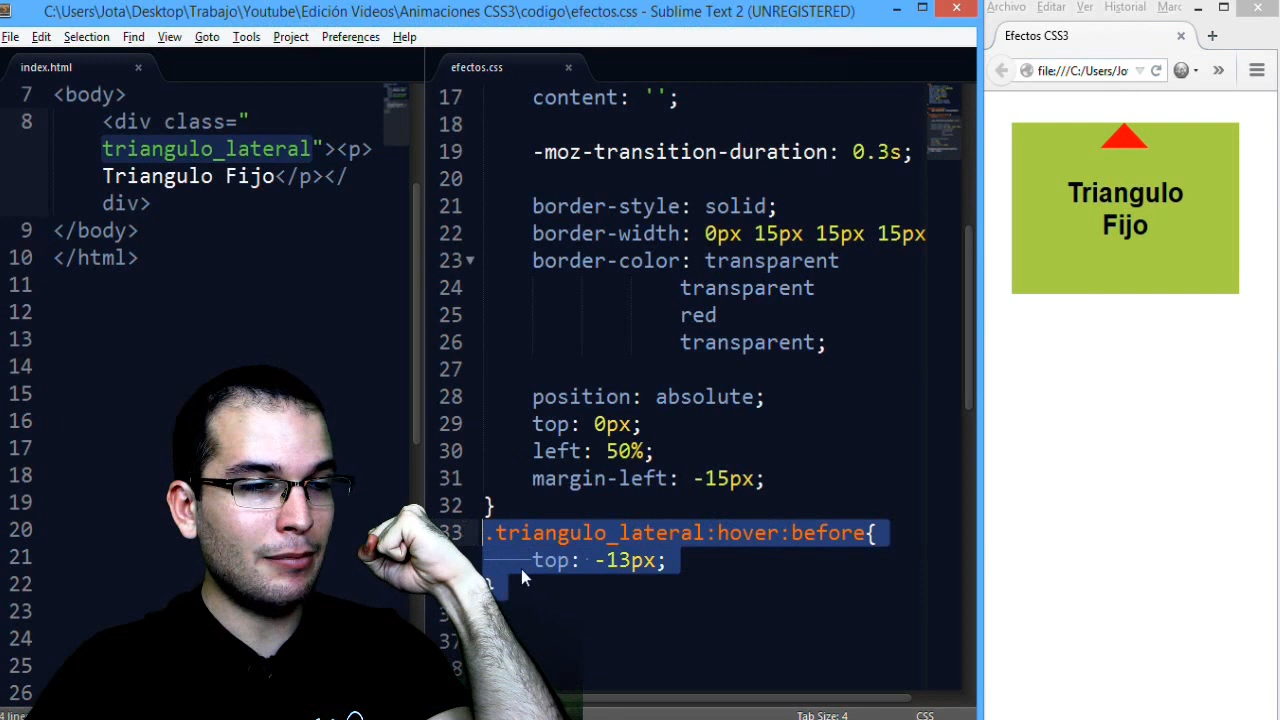 C:\Users\Jota\Desktop\Trabajo\Youtube\Edición Videos\Animaciones CSS3\codigo\efectos.css - Sublime Text 2 (UNREGISTERED)
File Edit Selection Find View Goto Tools Project Preferences Help
index.html
7 <body>
8 <div class="
triangulo_lateral"><p>
Triangulo Fijo</p></
div>
9 </body>
10 </html>
11
12
13
14
15
16
17
18
19
20
21
22
23
24
25
26
efectos.css
17 content: '';
18
19 -moz-transition-duration: 0.3s;
20
21 border-style: solid;
22 border-width: 0px 15px 15px 15px
23 border-color: transparent
24 transparent
25 red
26 transparent;
27
28 position: absolute;
29 top: 0px;
30 left: 50%;
31 margin-left: -15px;
32 }
33 .triangulo_lateral:hover:before{
top: -13px;
}
Tab Size: 4
CSS
Archivo Editar Ver Historial Marc
Efectos CSS3
file:///C:/Users/Jot
Triangulo
Fijo